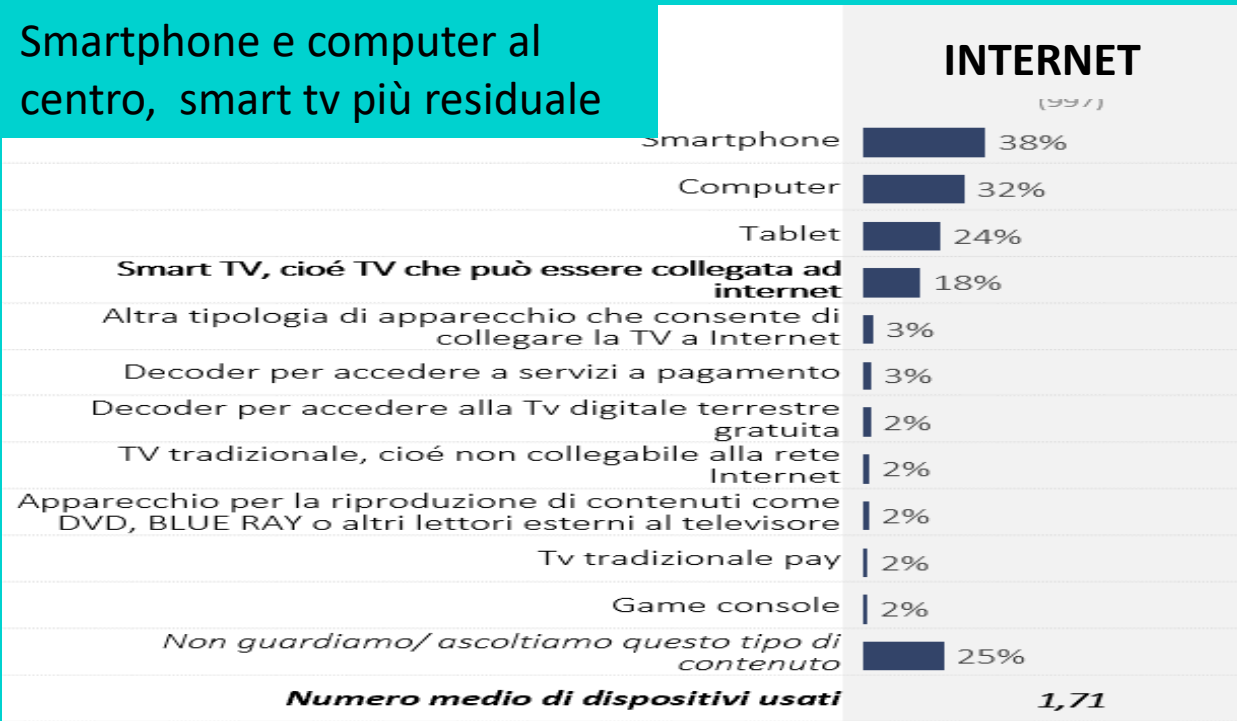 Smartphone e computer al
centro, smart tv più residuale
INTERNET
(997)
Smartphone 38%
Computer 32%
Tablet 24%
Smart TV, cioé TV che può essere collegata ad
internet 18%
Altra tipologia di apparecchio che consente di
collegare la TV a Internet 3%
Decoder per accedere a servizi a pagamento 3%
Decoder per accedere alla Tv digitale terrestre
gratuita 2%
TV tradizionale, cioé non collegabile alla rete
Internet 2%
Apparecchio per la riproduzione di contenuti come
DVD, BLUE RAY o altri lettori esterni al televisore 2%
Tv tradizionale pay 2%
Game console 2%
Non guardiamo/ ascoltiamo questo tipo di
contenuto 25%
Numero medio di dispositivi usati 1,71